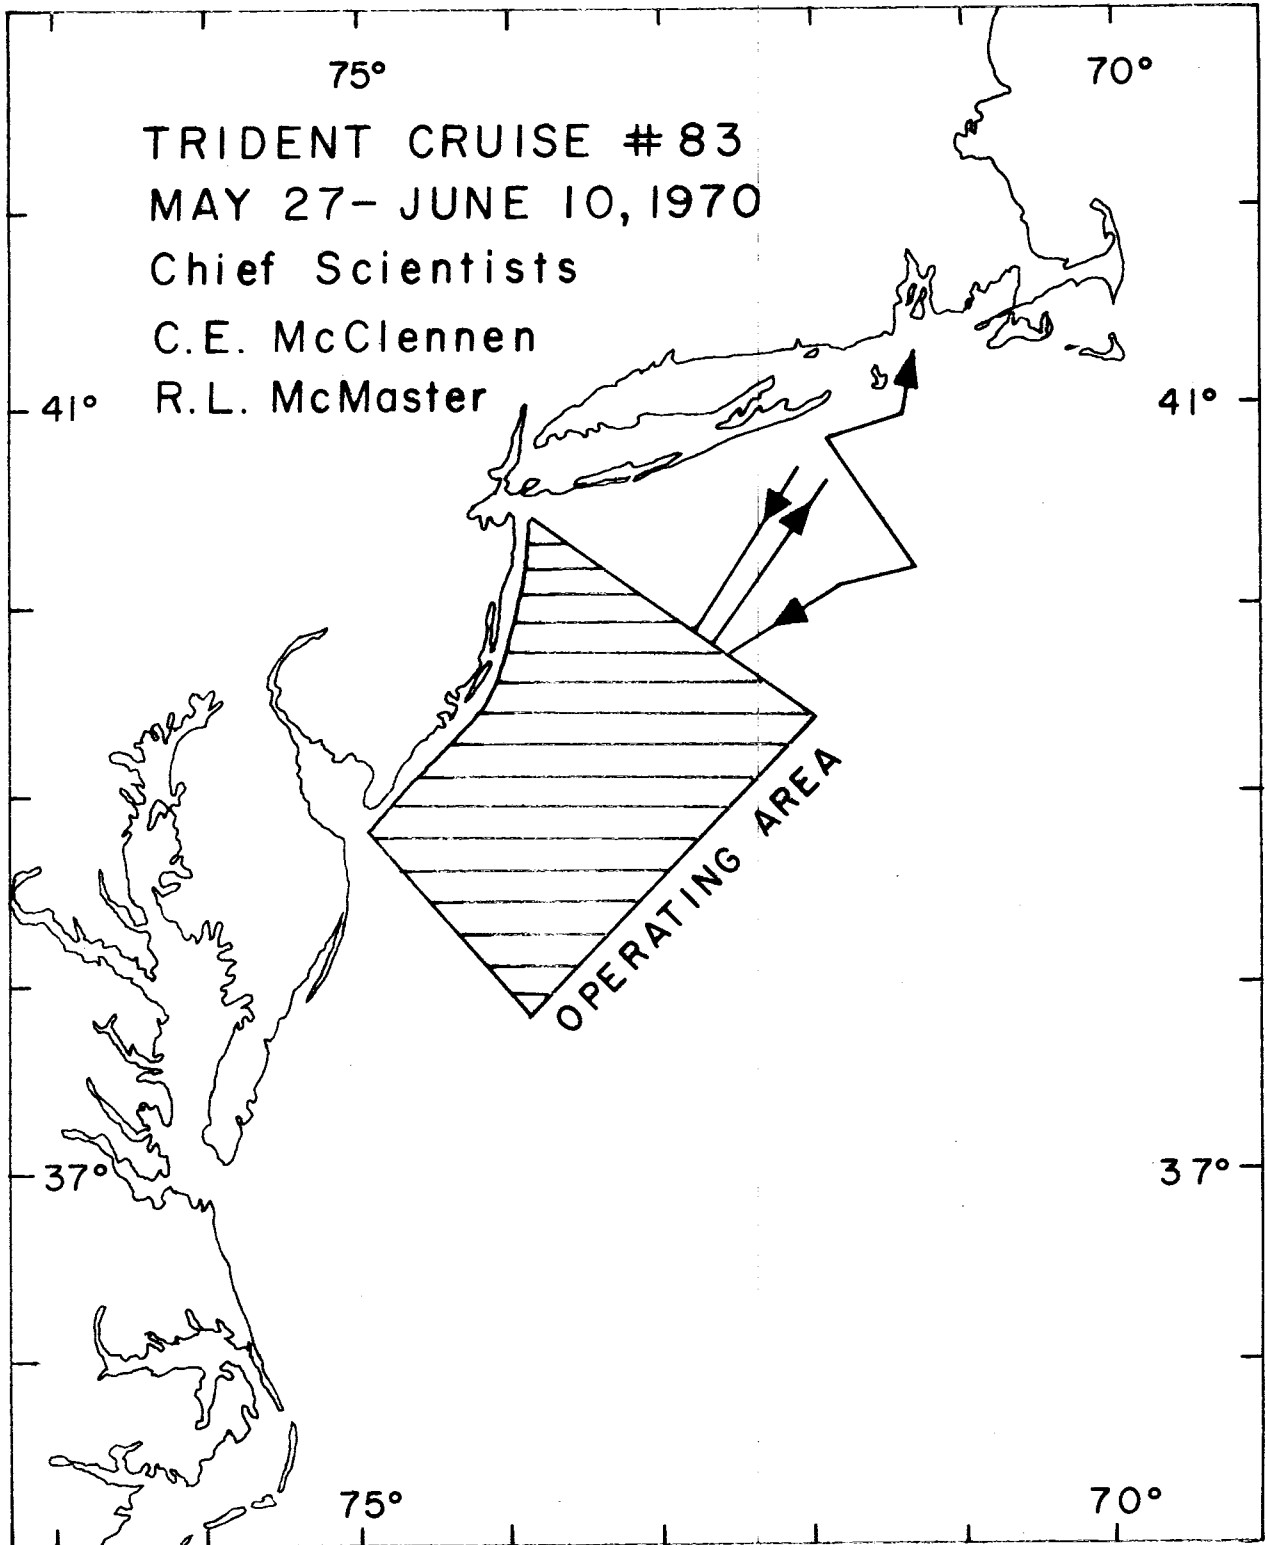 75°
70°
TRIDENT CRUISE #83
MAY 27- JUNE 10, 1970
Chief Scientists
C.E. McClennen
R.L. McMaster
41°
41°
OPERATING AREA
37°
37°
75°
70°